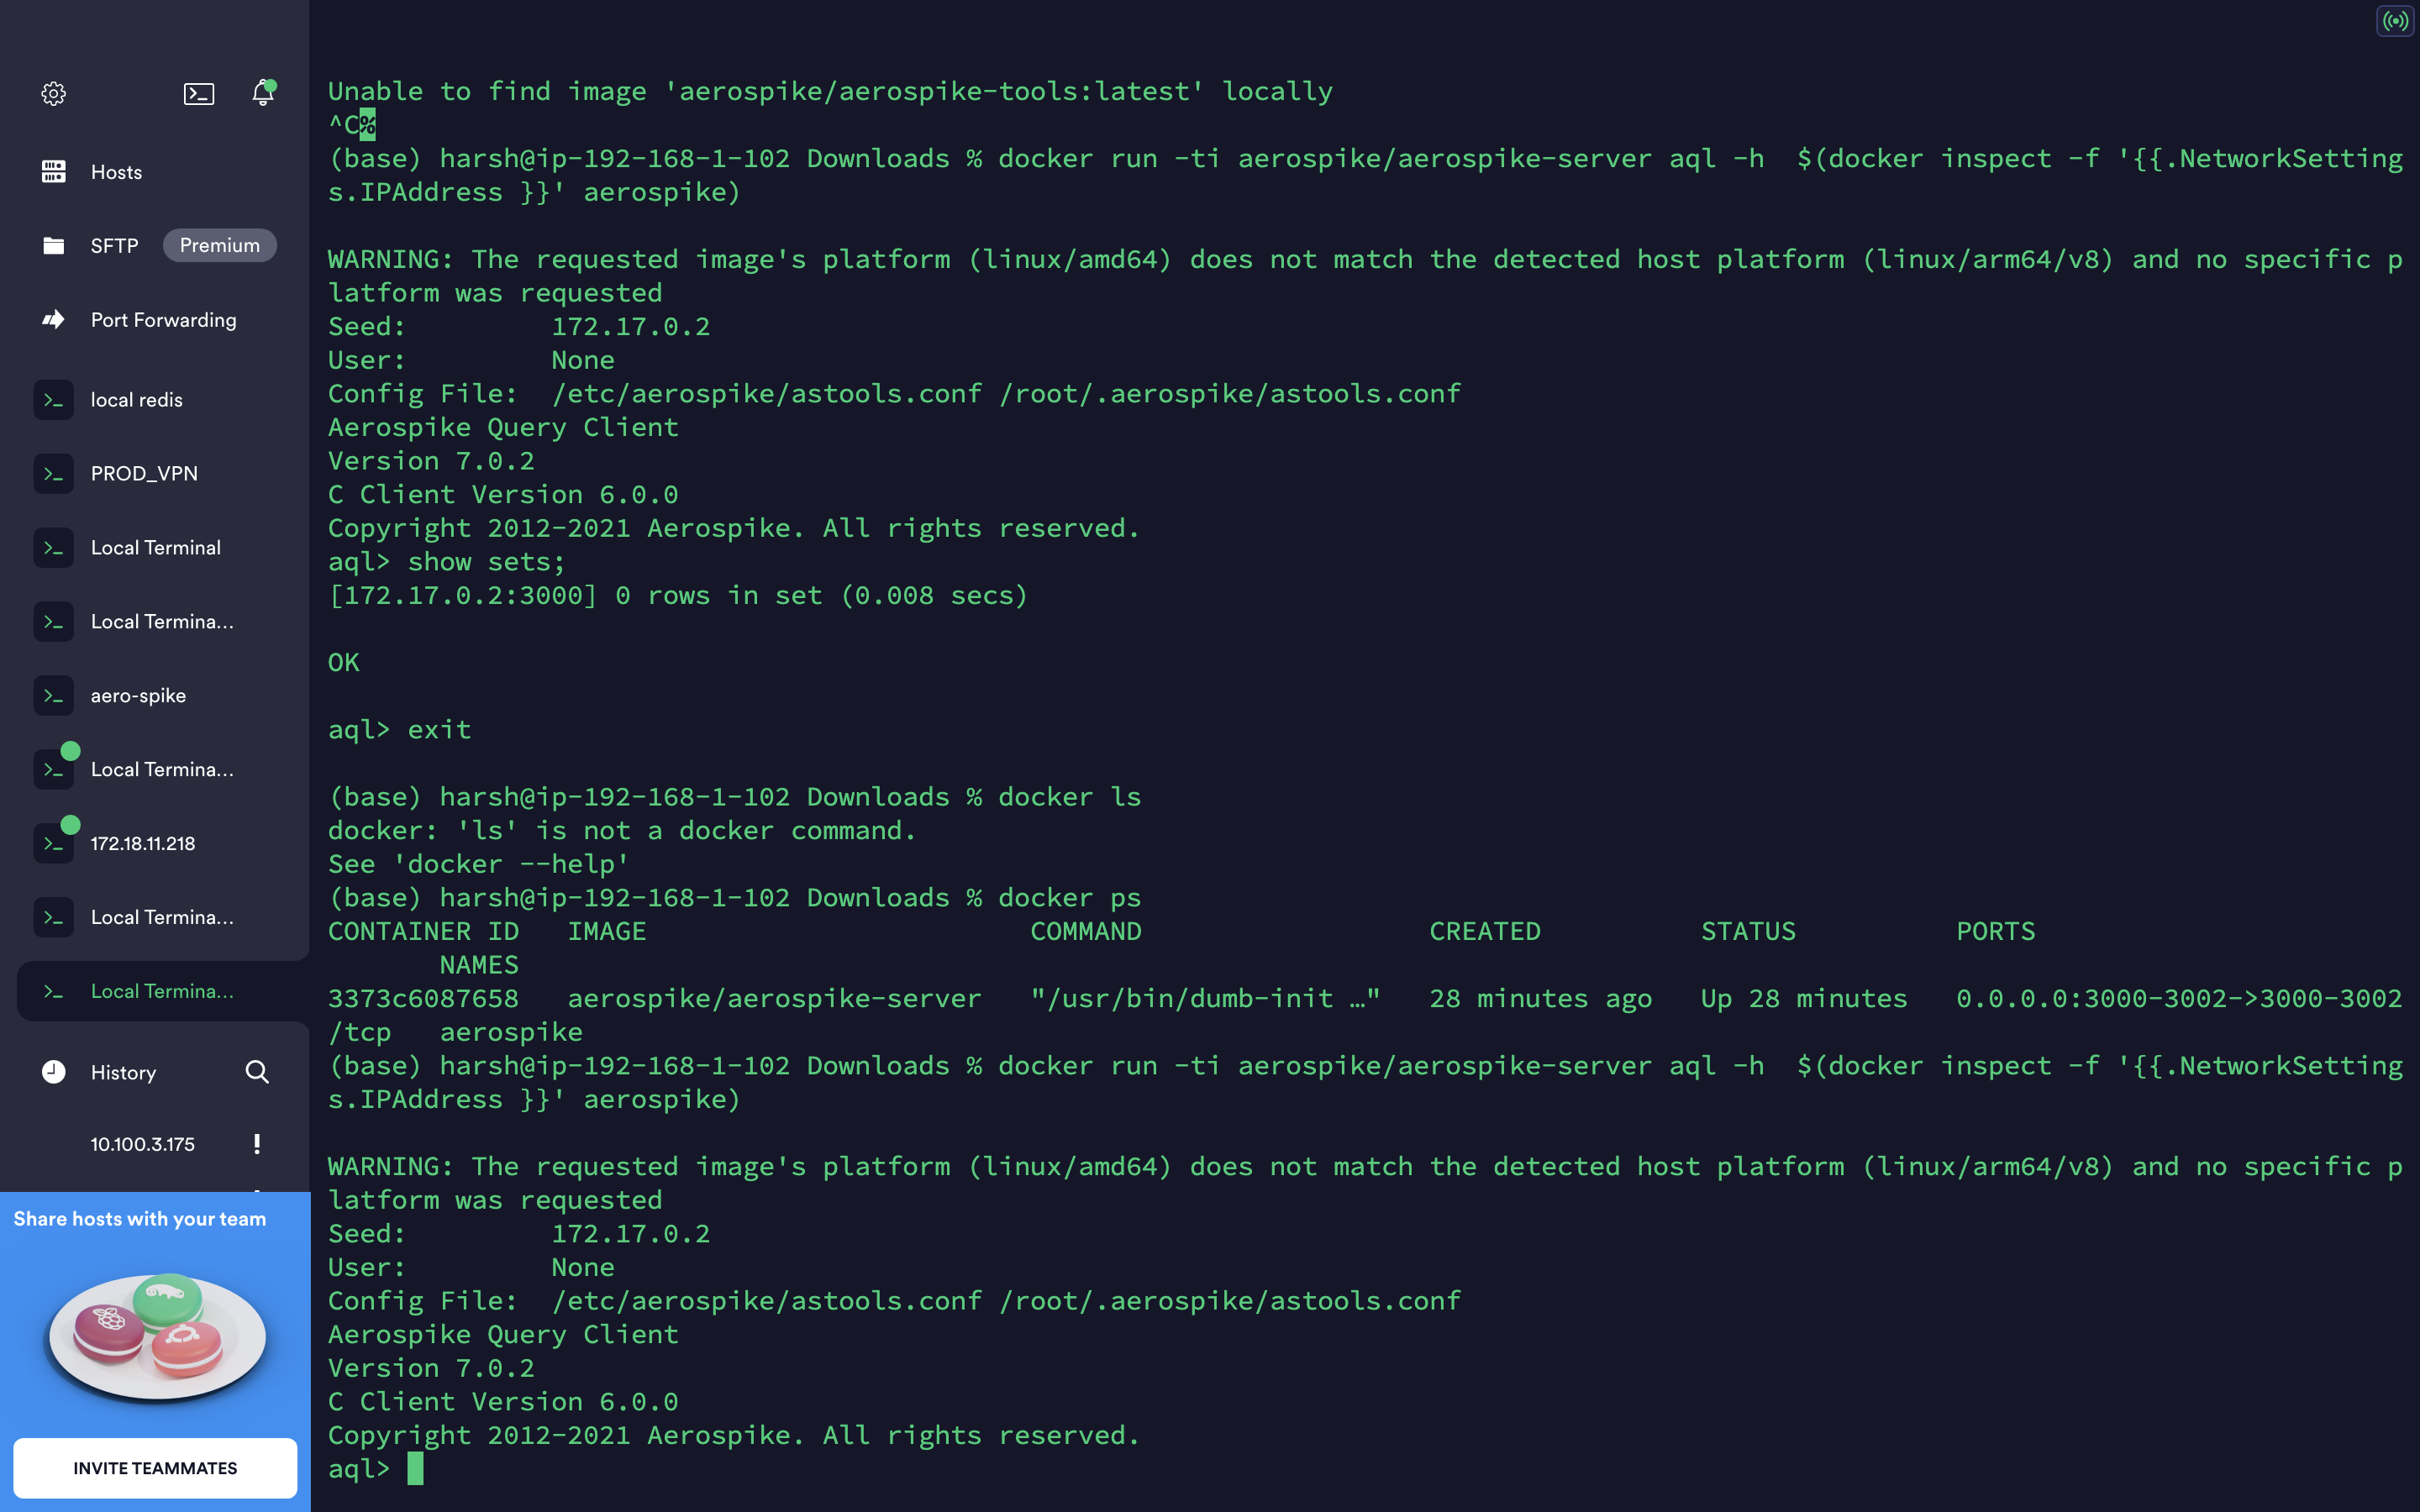 Hosts
SFTP Premium
Port Forwarding
local redis
PROD_VPN
Local Terminal
Local Termina...
aero-spike
Local Termina...
172.18.11.218
Local Termina...
Local Termina...
History
10.100.3.175
Share hosts with your team
INVITE TEAMMATES
Unable to find image 'aerospike/aerospike-tools:latest' locally
^C%
(base) harsh@ip-192-168-1-102 Downloads % docker run -ti aerospike/aerospike-server aql -h  $(docker inspect -f '{{.NetworkSetting
s.IPAddress }}' aerospike)
WARNING: The requested image's platform (linux/amd64) does not match the detected host platform (linux/arm64/v8) and no specific p
latform was requested
Seed:         172.17.0.2
User:         None
Config File:  /etc/aerospike/astools.conf /root/.aerospike/astools.conf
Aerospike Query Client
Version 7.0.2
C Client Version 6.0.0
Copyright 2012-2021 Aerospike. All rights reserved.
aql> show sets;
[172.17.0.2:3000] 0 rows in set (0.008 secs)
OK
aql> exit
(base) harsh@ip-192-168-1-102 Downloads % docker ls
docker: 'ls' is not a docker command.
See 'docker --help'
(base) harsh@ip-192-168-1-102 Downloads % docker ps
CONTAINER ID   IMAGE                        COMMAND                  CREATED          STATUS          PORTS
       NAMES
3373c6087658   aerospike/aerospike-server   "/usr/bin/dumb-init …"   28 minutes ago   Up 28 minutes   0.0.0.0:3000-3002->3000-3002
/tcp   aerospike
(base) harsh@ip-192-168-1-102 Downloads % docker run -ti aerospike/aerospike-server aql -h  $(docker inspect -f '{{.NetworkSetting
s.IPAddress }}' aerospike)
WARNING: The requested image's platform (linux/amd64) does not match the detected host platform (linux/arm64/v8) and no specific p
latform was requested
Seed:         172.17.0.2
User:         None
Config File:  /etc/aerospike/astools.conf /root/.aerospike/astools.conf
Aerospike Query Client
Version 7.0.2
C Client Version 6.0.0
Copyright 2012-2021 Aerospike. All rights reserved.
aql>